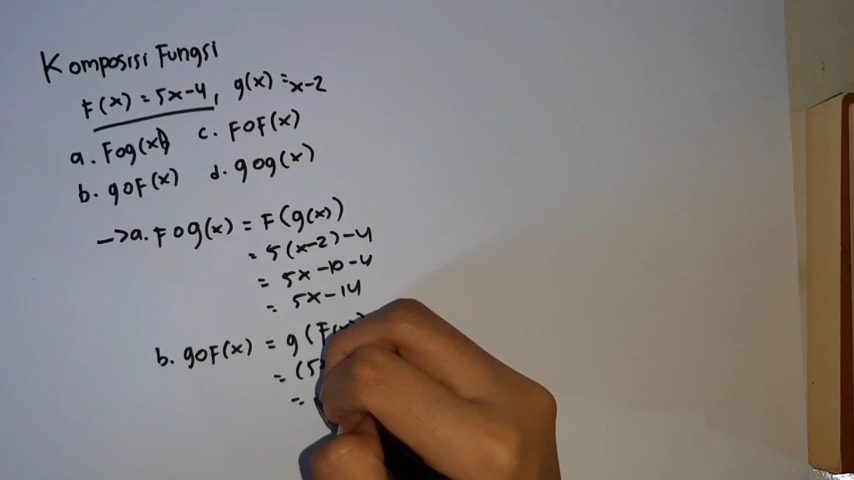 Komposisi Fungsi
F(x) = 5x-4, g(x) = x-2
a. Fog(x) c. FOF(x)
b. goF(x) d. gog(x)
->a. Fog(x) = F(g(x))
= 5(x-2)-4
= 5x-10-4
= 5x-14
b. goF(x) = g(F(x)
= (5
=